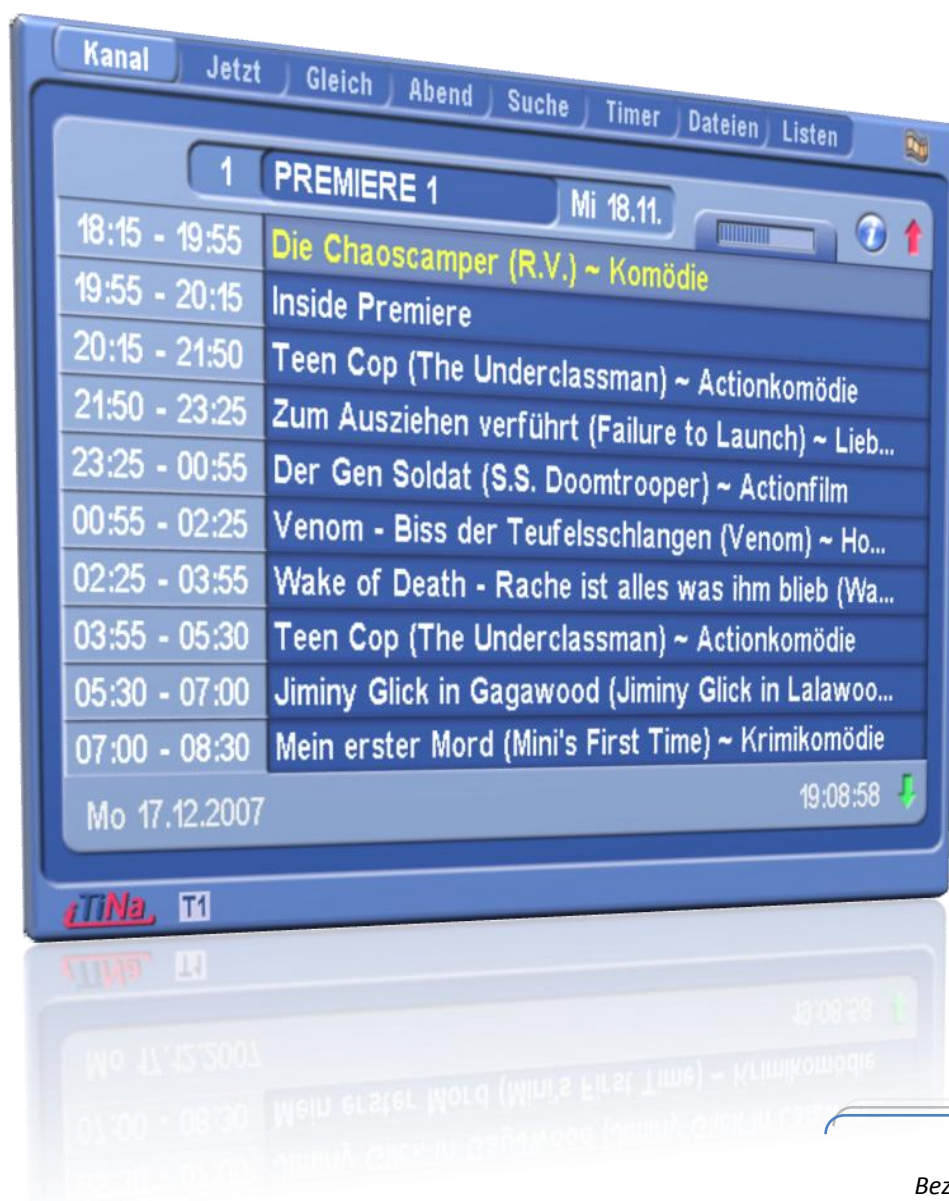 Kanal Jetzt Gleich Abend Suche Timer Dateien Listen
1 PREMIERE 1 Mi 18.11.
18:15 - 19:55 Die Chaoscamper (R.V.) ~ Komödie
19:55 - 20:15 Inside Premiere
20:15 - 21:50 Teen Cop (The Underclassman) ~ Actionkomödie
21:50 - 23:25 Zum Ausziehen verführt (Failure to Launch) ~ Lieb...
23:25 - 00:55 Der Gen Soldat (S.S. Doomtrooper) ~ Actionfilm
00:55 - 02:25 Venom - Biss der Teufelsschlangen (Venom) ~ Ho...
02:25 - 03:55 Wake of Death - Rache ist alles was ihm blieb (Wa...
03:55 - 05:30 Teen Cop (The Underclassman) ~ Actionkomödie
05:30 - 07:00 Jiminy Glick in Gagawood (Jiminy Glick in Lalawoo...
07:00 - 08:30 Mein erster Mord (Mini's First Time) ~ Krimikomödie
Mo 17.12.2007 19:08:58
iTiNa T1
Bez